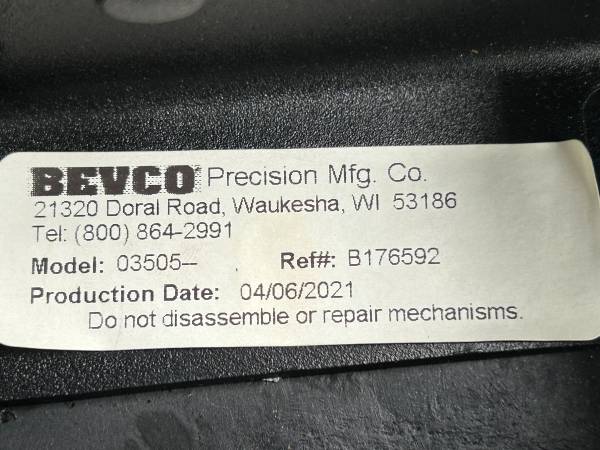 BEVCO Precision Mfg. Co.
21320 Doral Road, Waukesha, WI 53186
Tel: (800) 864-2991
Model: 03505-- Ref#: B176592
Production Date: 04/06/2021
Do not disassemble or repair mechanisms.